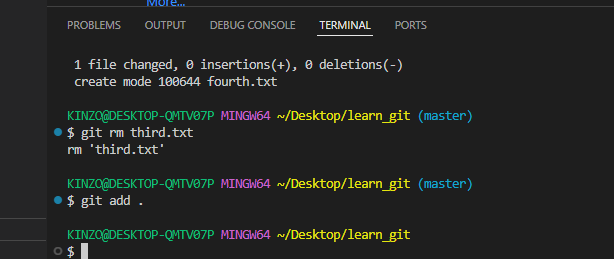 More...
PROBLEMS OUTPUT DEBUG CONSOLE TERMINAL PORTS
1 file changed, 0 insertions(+), 0 deletions(-)
create mode 100644 fourth.txt
KINZO@DESKTOP-QMTV07P MINGW64 ~/Desktop/learn_git (master)
$ git rm third.txt
rm 'third.txt'
KINZO@DESKTOP-QMTV07P MINGW64 ~/Desktop/learn_git (master)
$ git add .
KINZO@DESKTOP-QMTV07P MINGW64 ~/Desktop/learn_git
$